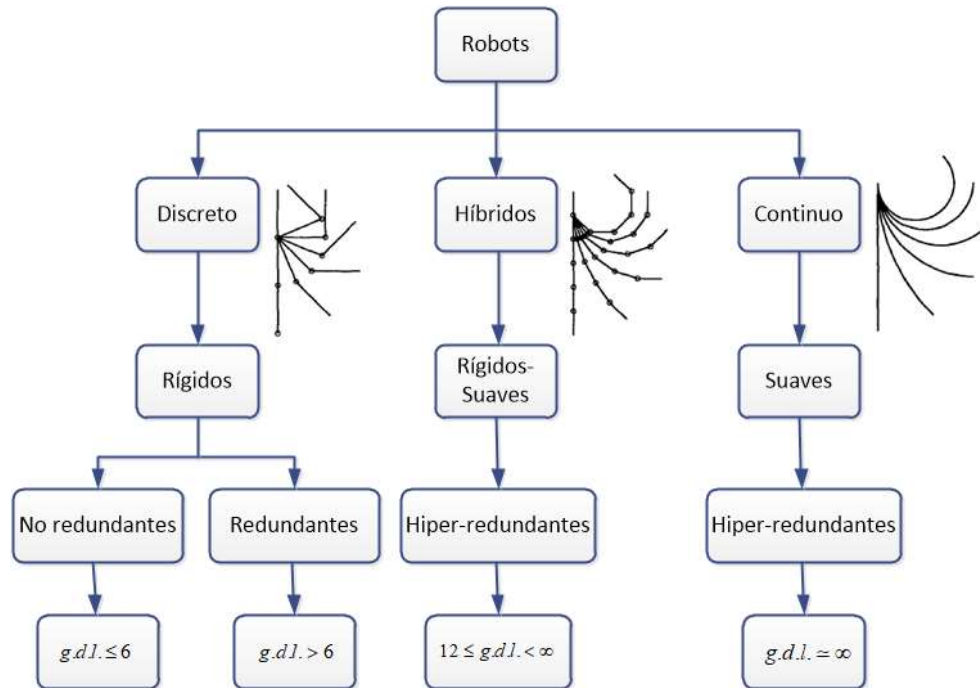 Robots
Discreto
Híbridos
Continuo
Rígidos
Rígidos-
Suaves
Suaves
No redundantes
Redundantes
Hiper-redundantes
Hiper-redundantes
g.d.l. ≤ 6
g.d.l. > 6
12 ≤ g.d.l. < ∞
g.d.l. ≃ ∞